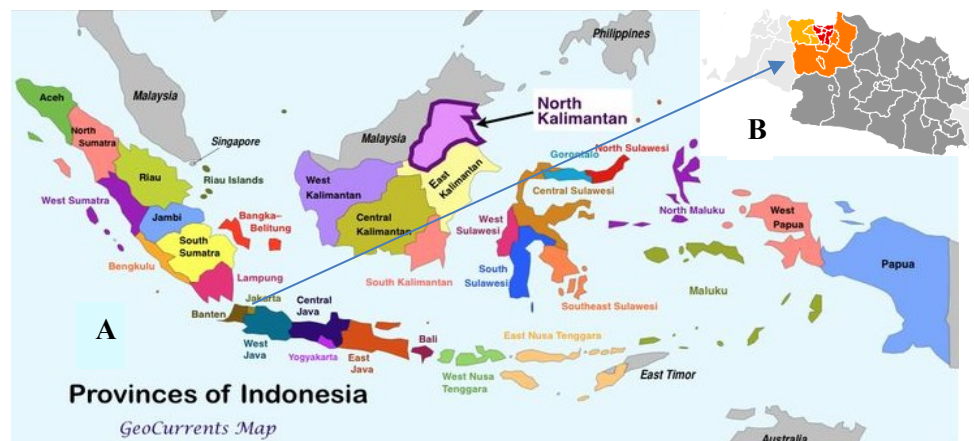 Philippines
B
Aceh
Malaysia
North
Sumatra
Singapore
Malaysia
North
Kalimantan
Riau
Riau Islands
West
Kalimantan
East
Kalimantan
Gorontalo
North Sulawesi
Central Sulawesi
West Sumatra
Jambi
Bangka–
Belitung
Central
Kalimantan
West
Sulawesi
North Maluku
West
Papua
South
Sumatra
Bengkulu
Lampung
South Kalimantan
South
Sulawesi
Southeast Sulawesi
Maluku
Papua
A
Jakarta
Banten
Central
Java
West
Java
Yogyakarta
East
Java
Bali
West Nusa
Tenggara
East Nusa Tenggara
East Timor
Provinces of Indonesia
GeoCurrents Map
Australia